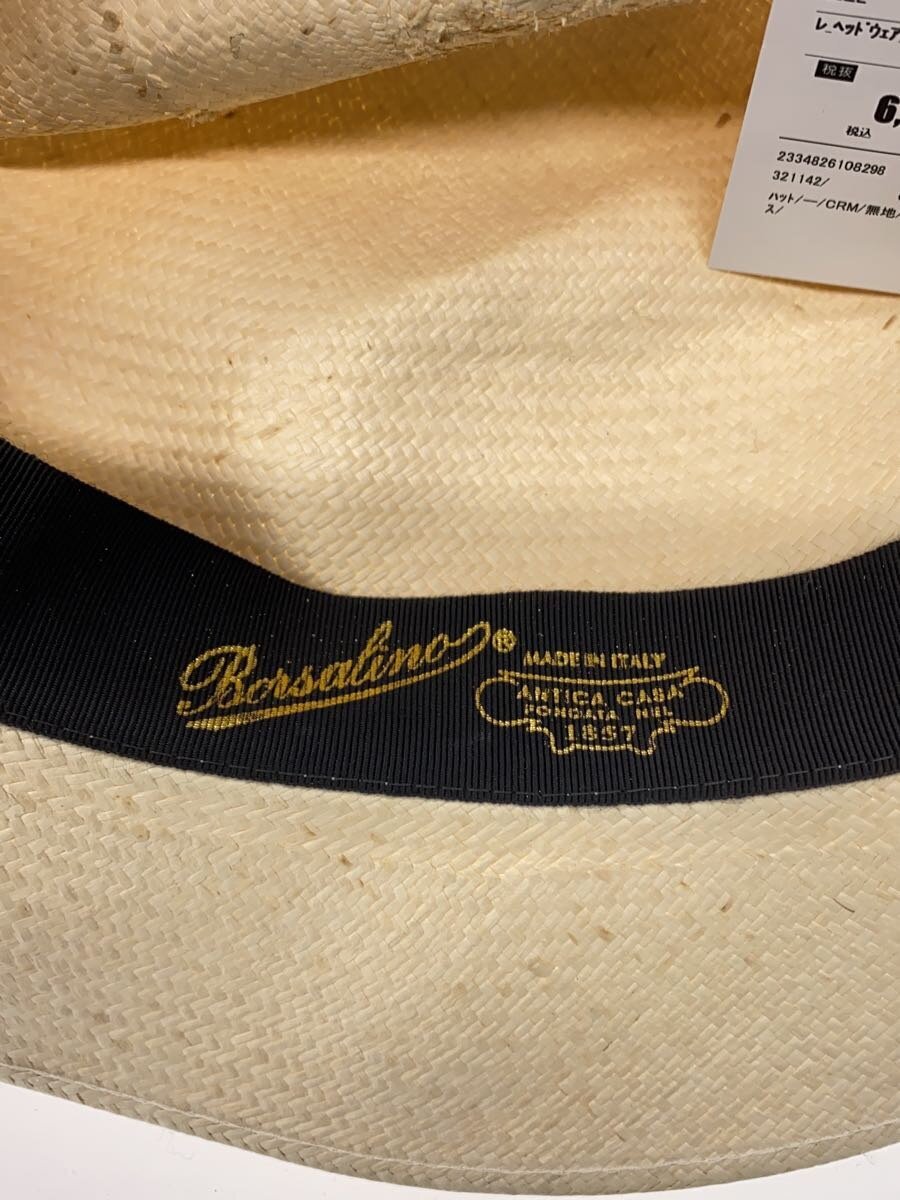 レ_ヘッドウェア
税抜
6,
税込
2334826108298
321142/
ハット/ー/CRM/無地/
ス/
Borsalino®
MADE IN ITALY
ANTICA CASA
FONDATA NEL
1857